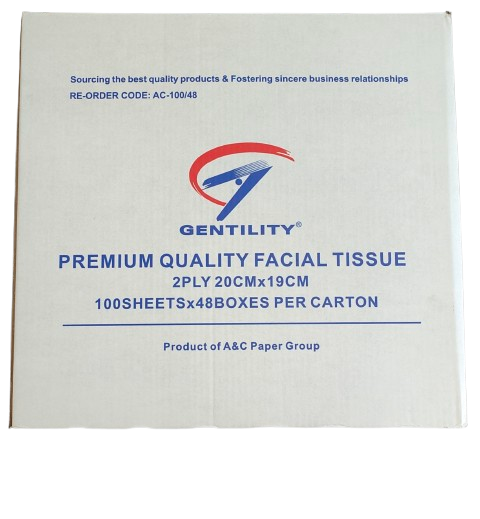 Sourcing the best quality products & Fostering sincere business relationships
RE-ORDER CODE: AC-100/48
GENTILITY®
PREMIUM QUALITY FACIAL TISSUE
2PLY 20CMx19CM
100SHEETSx48BOXES PER CARTON
Product of A&C Paper Group